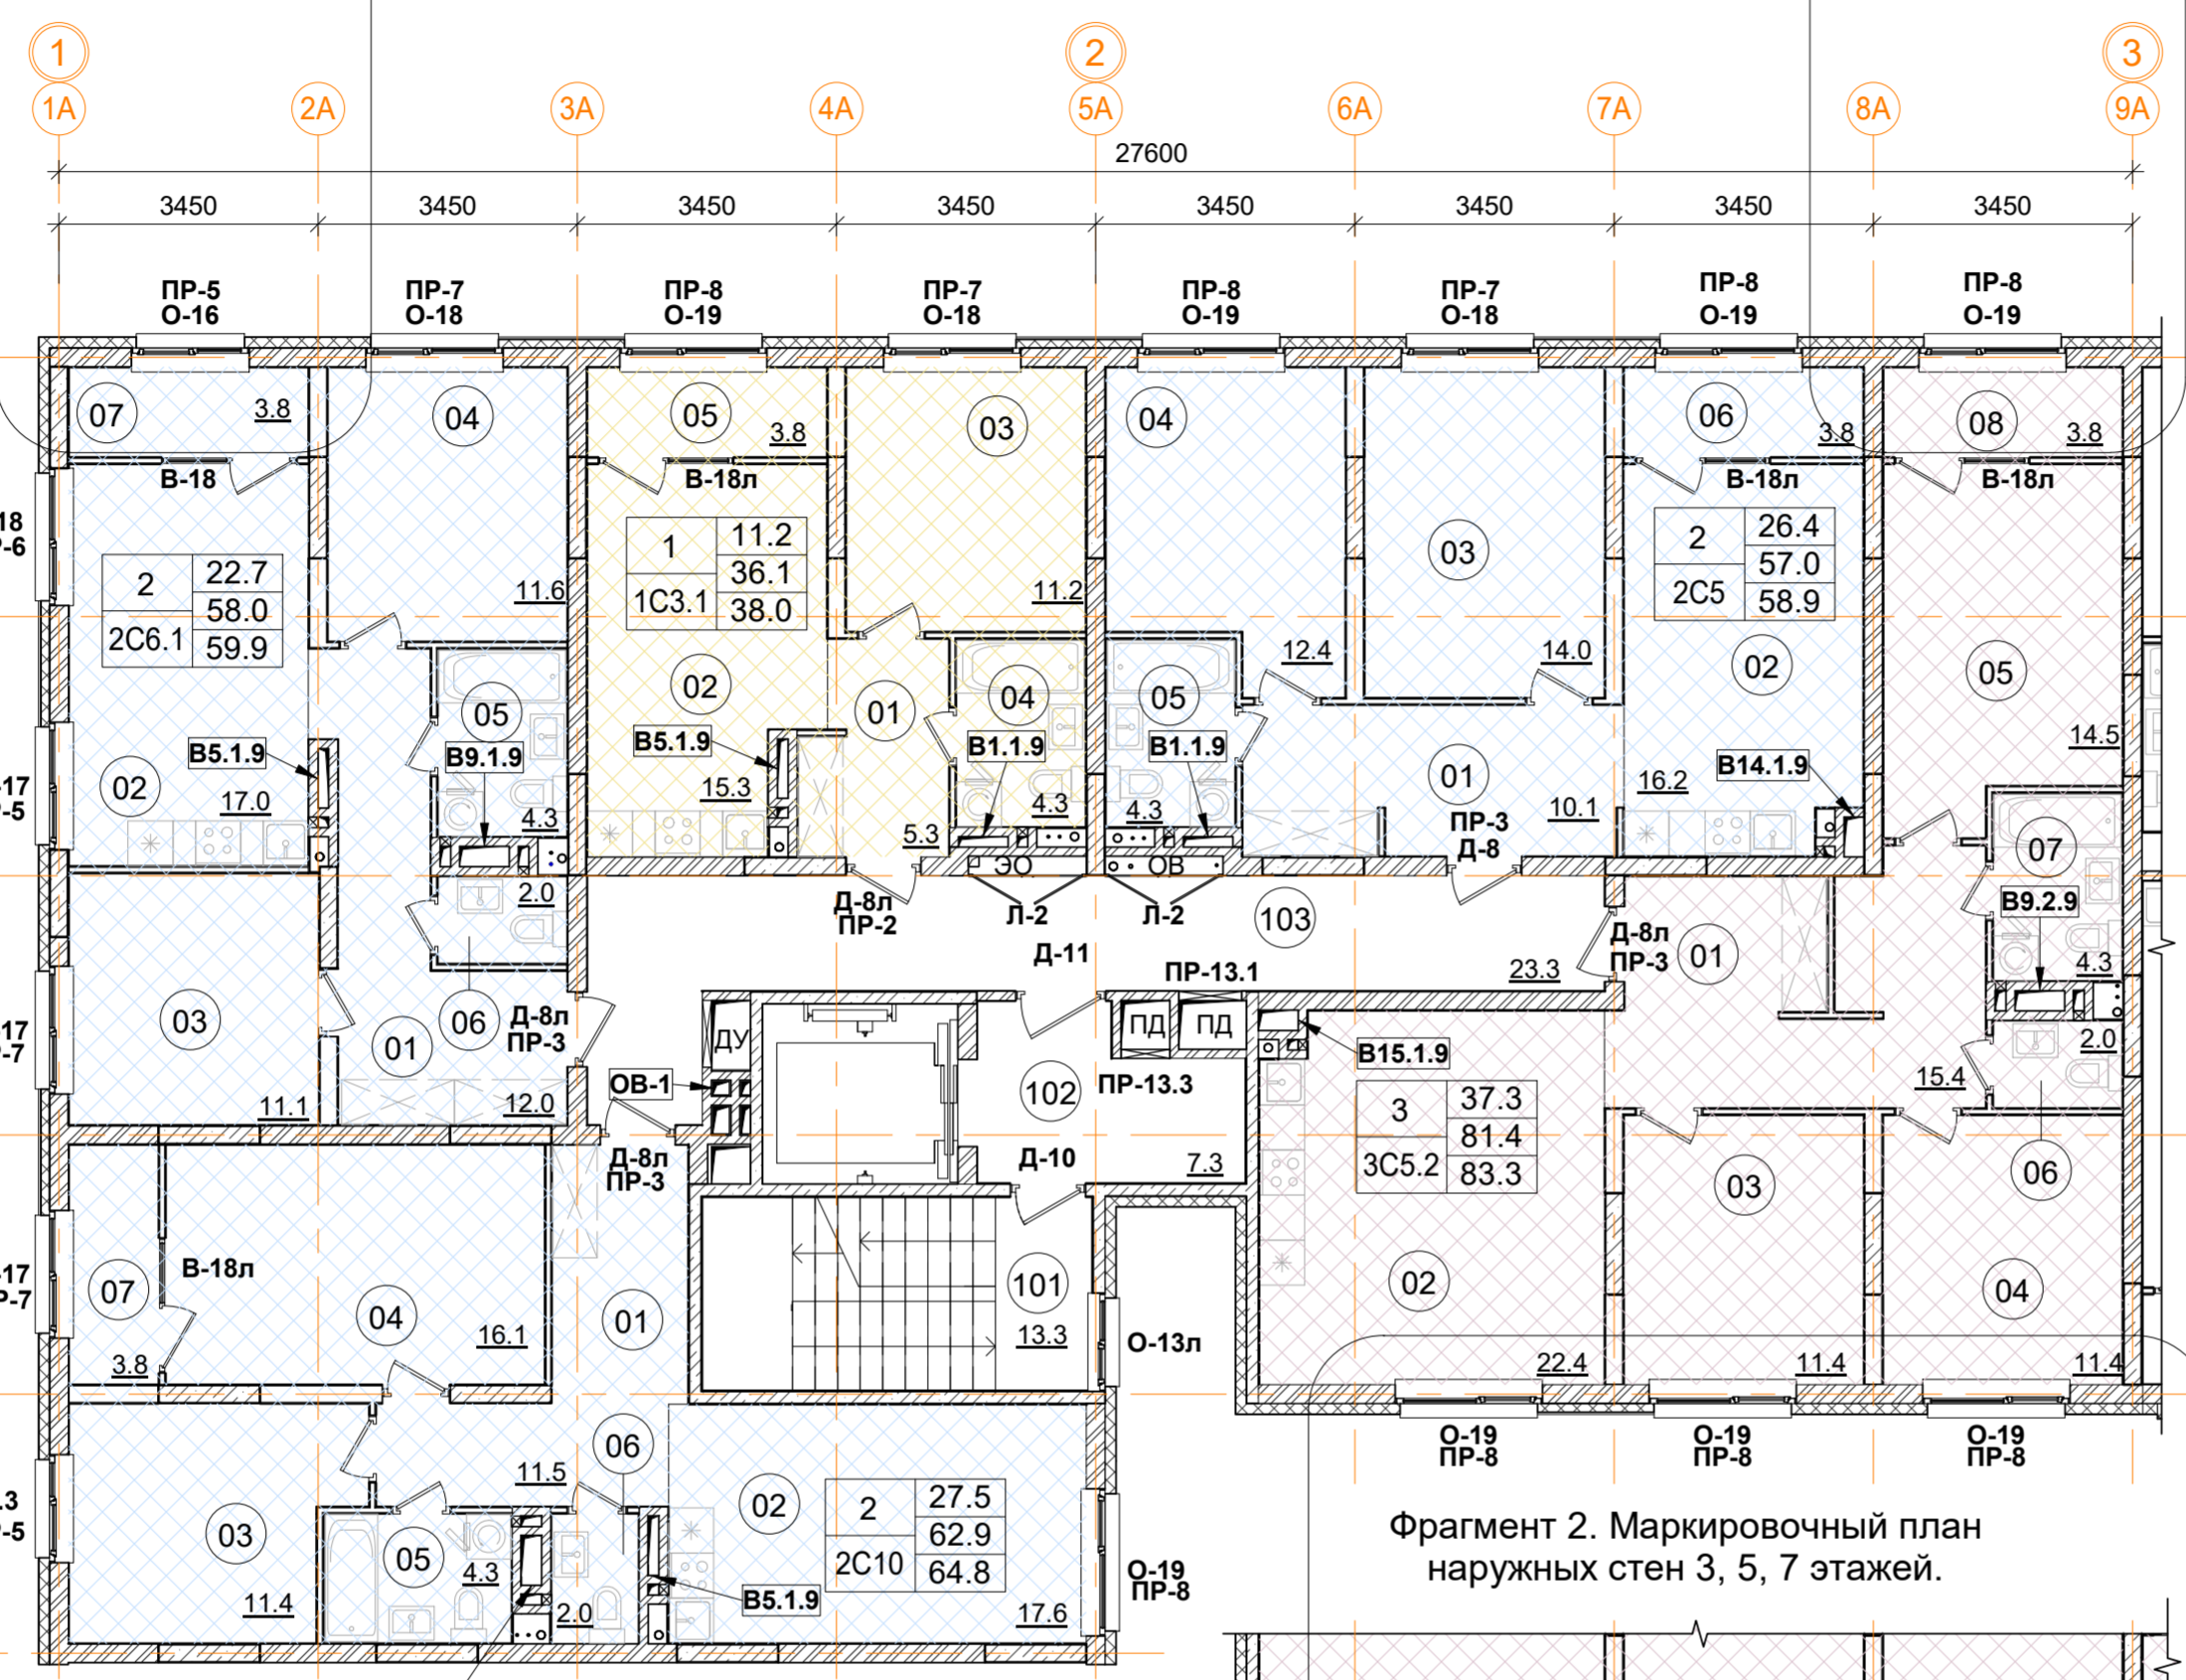 1
2
3
1А
2А
3А
4А
5А
6А
7А
8А
9А
27600
3450
3450
3450
3450
3450
3450
3450
3450
ПР-5
О-16
ПР-7
О-18
ПР-8
О-19
ПР-7
О-18
ПР-8
О-19
ПР-7
О-18
ПР-8
О-19
ПР-8
О-19
07
3.8
04
05
3.8
03
04
03
06
3.8
08
3.8
В-18
В-18л
В-18л
В-18л
18
-6
2
22.7
2С6.1
58.0
59.9
11.6
1
11.2
1С3.1
36.1
38.0
11.2
12.4
14.0
2
26.4
2С5
57.0
58.9
02
17.0
В5.1.9
05
В9.1.9
4.3
02
В5.1.9
15.3
01
5.3
04
В1.1.9
4.3
05
В1.1.9
4.3
01
10.1
ПР-3
Д-8
02
16.2
В14.1.9
05
14.5
07
В9.2.9
4.3
-17
-5
ЭО
ОВ
Д-8л
ПР-2
Л-2
Л-2
103
23.3
Д-11
ПР-13.1
Д-8л
ПР-3
01
2.0
06
03
11.1
01
12.0
Д-8л
ПР-3
-17
-7
ДУ
ОВ-1
ПД
ПД
102
ПР-13.3
7.3
Д-10
В15.1.9
3
37.3
3С5.2
81.4
83.3
15.4
2.0
06
Д-8л
ПР-3
-17
Р-7
07
3.8
В-18л
04
16.1
01
101
13.3
О-13л
02
22.4
03
11.4
04
11.4
О-19
ПР-8
О-19
ПР-8
О-19
ПР-8
.3
-5
03
11.4
11.5
06
05
4.3
2.0
02
2
27.5
2С10
62.9
64.8
В5.1.9
17.6
О-19
ПР-8
Фрагмент 2. Маркировочный план
наружных стен 3, 5, 7 этажей.